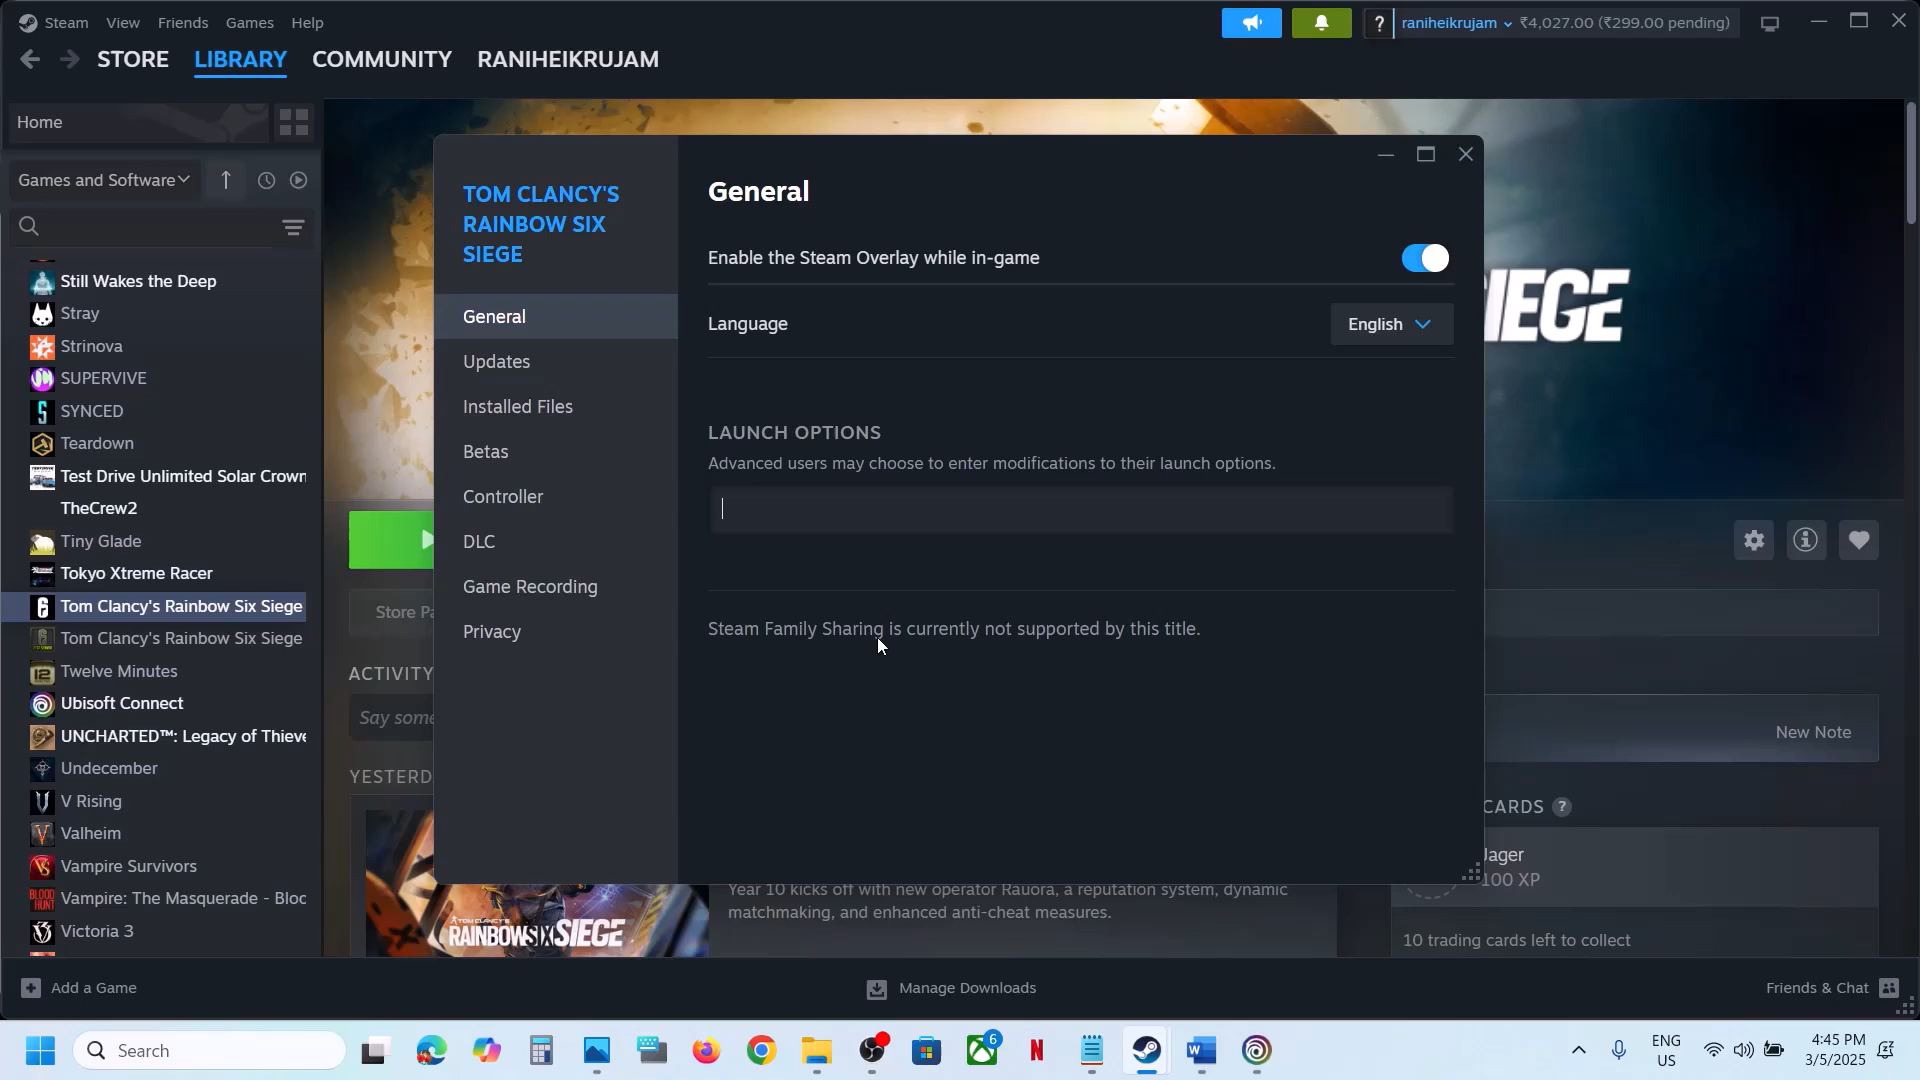 Steam View Friends Games Help
raniheikrujam ₹4,027.00 (₹299.00 pending)
STORE LIBRARY COMMUNITY RANIHEIKRUJAM
Home
Games and Software
Still Wakes the Deep
Stray
Strinova
SUPERVIVE
SYNCED
Teardown
Test Drive Unlimited Solar Crown
TheCrew2
Tiny Glade
Tokyo Xtreme Racer
Tom Clancy's Rainbow Six Siege
Tom Clancy's Rainbow Six Siege
Twelve Minutes
Ubisoft Connect
UNCHARTED™: Legacy of Thieve
Undecember
V Rising
Valheim
Vampire Survivors
Vampire: The Masquerade - Bloo
Victoria 3
TOM CLANCY'S
RAINBOW SIX
SIEGE
General
Updates
Installed Files
Betas
Controller
DLC
Game Recording
Privacy
General
Enable the Steam Overlay while in-game
Language English
LAUNCH OPTIONS
Advanced users may choose to enter modifications to their launch options.
Steam Family Sharing is currently not supported by this title.
IEGE
Store Pa
ACTIVITY
Say some
YESTERD
RAINBOWSIXSIEGE
Year 10 kicks off with new operator Rauora, a reputation system, dynamic
matchmaking, and enhanced anti-cheat measures.
New Note
CARDS ?
Jager
100 XP
10 trading cards left to collect
Add a Game Manage Downloads Friends & Chat
Search
6
ENG
US
4:45 PM
3/5/2025